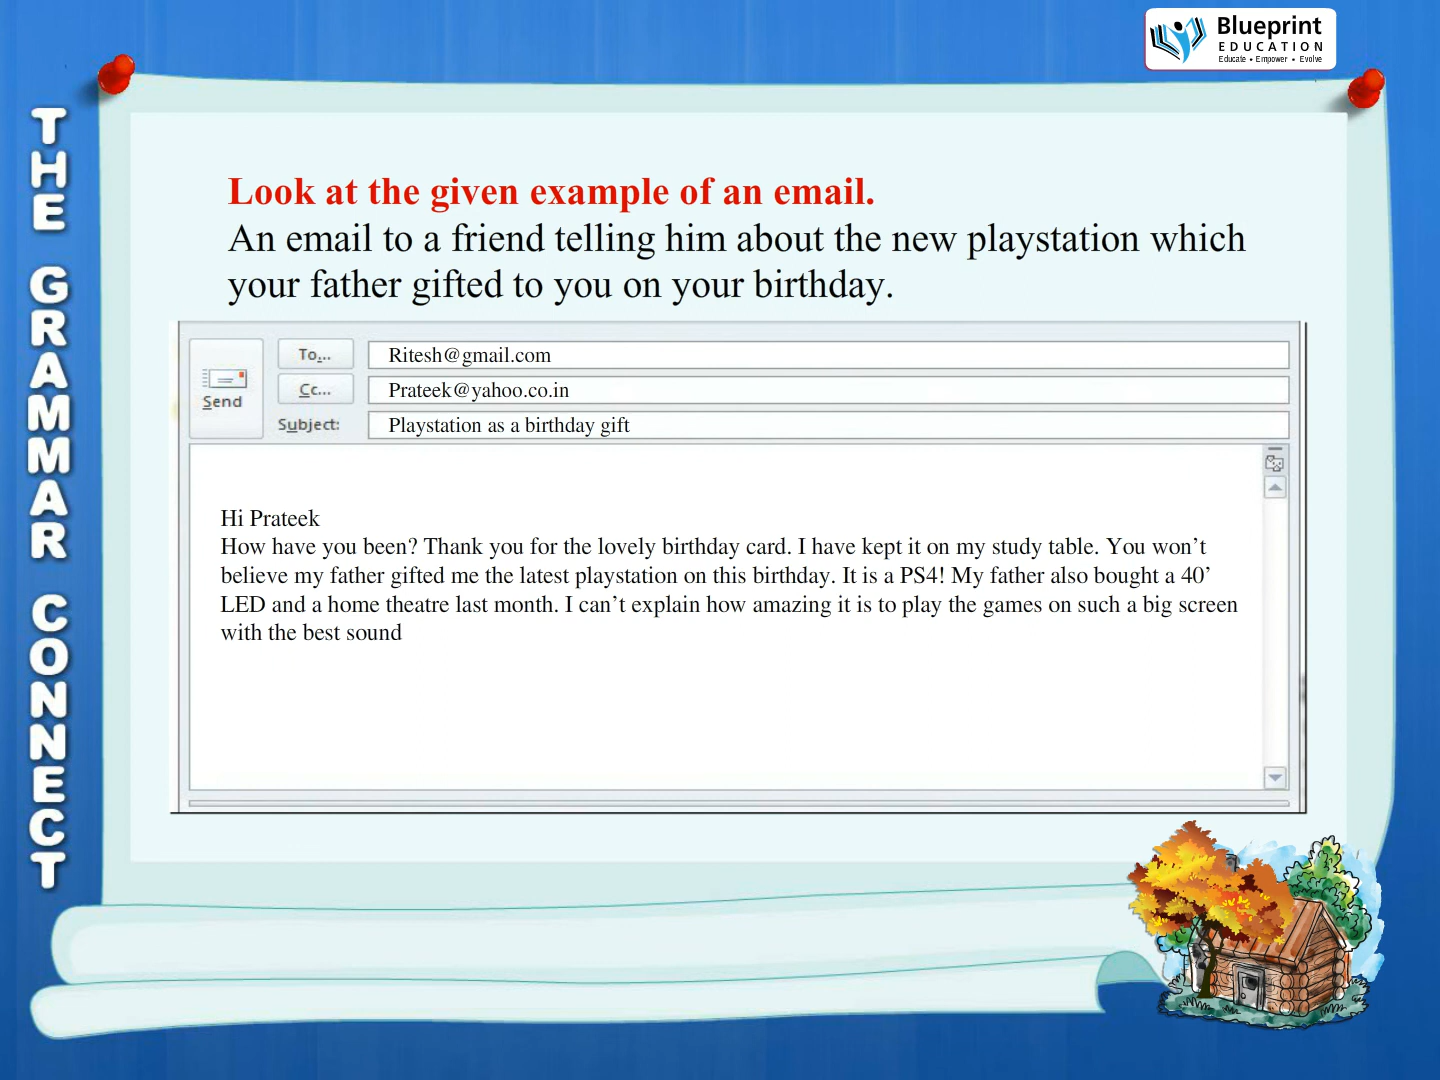 Blueprint
EDUCATION
Educate • Empower • Evolve
THE GRAMMAR CONNECT
Look at the given example of an email.
An email to a friend telling him about the new playstation which
your father gifted to you on your birthday.
Send
To...
Ritesh@gmail.com
Cc...
Prateek@yahoo.co.in
Subject:
Playstation as a birthday gift
Hi Prateek
How have you been? Thank you for the lovely birthday card. I have kept it on my study table. You won’t
believe my father gifted me the latest playstation on this birthday. It is a PS4! My father also bought a 40’
LED and a home theatre last month. I can’t explain how amazing it is to play the games on such a big screen
with the best sound